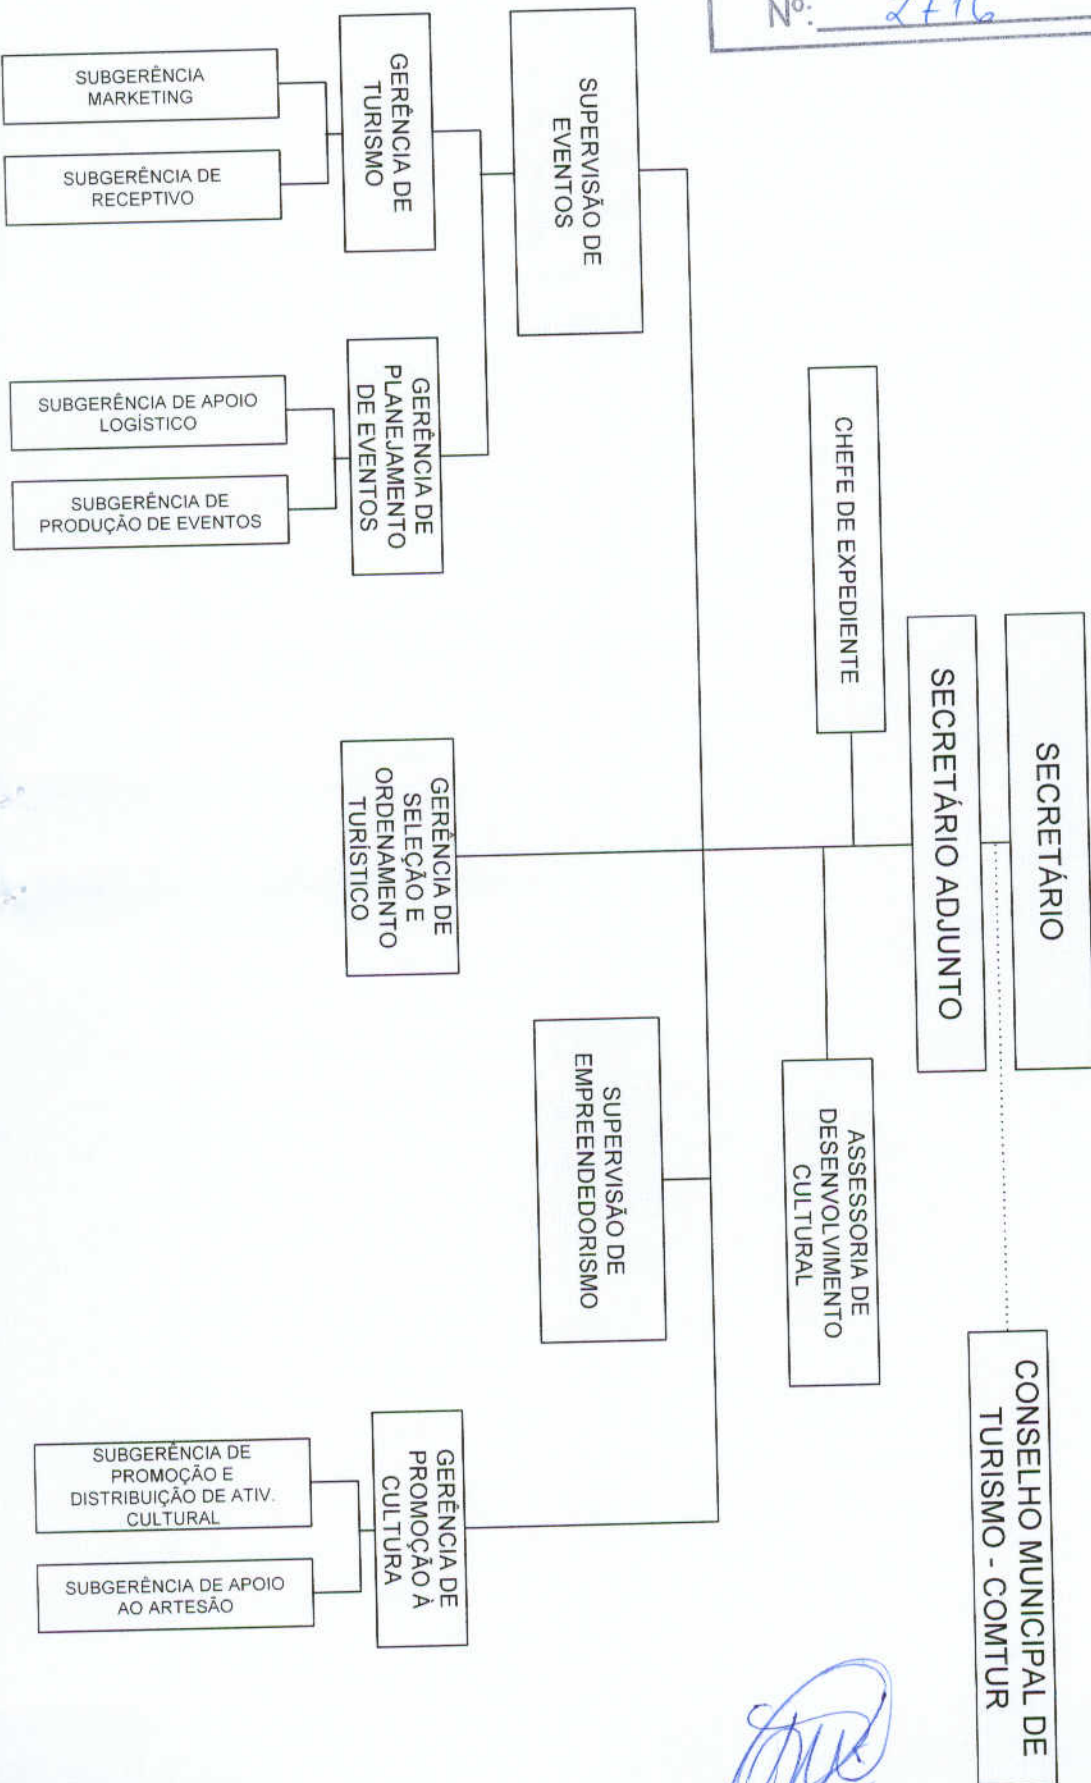 Nº: 2716
SECRETÁRIO
SECRETÁRIO ADJUNTO
CONSELHO MUNICIPAL DE
TURISMO - COMTUR
CHEFE DE EXPEDIENTE
ASSESSORIA DE
DESENVOLVIMENTO
CULTURAL
SUPERVISÃO DE
EVENTOS
SUPERVISÃO DE
EMPREENDEDORISMO
GERÊNCIA DE
TURISMO
GERÊNCIA DE
PLANEJAMENTO
DE EVENTOS
GERÊNCIA DE
SELEÇÃO E
ORDENAMENTO
TURÍSTICO
GERÊNCIA DE
PROMOÇÃO À
CULTURA
SUBGERÊNCIA
MARKETING
SUBGERÊNCIA DE
RECEPTIVO
SUBGERÊNCIA DE APOIO
LOGÍSTICO
SUBGERÊNCIA DE
PRODUÇÃO DE EVENTOS
SUBGERÊNCIA DE
PROMOÇÃO E
DISTRIBUIÇÃO DE ATIV.
CULTURAL
SUBGERÊNCIA DE APOIO
AO ARTESÃO